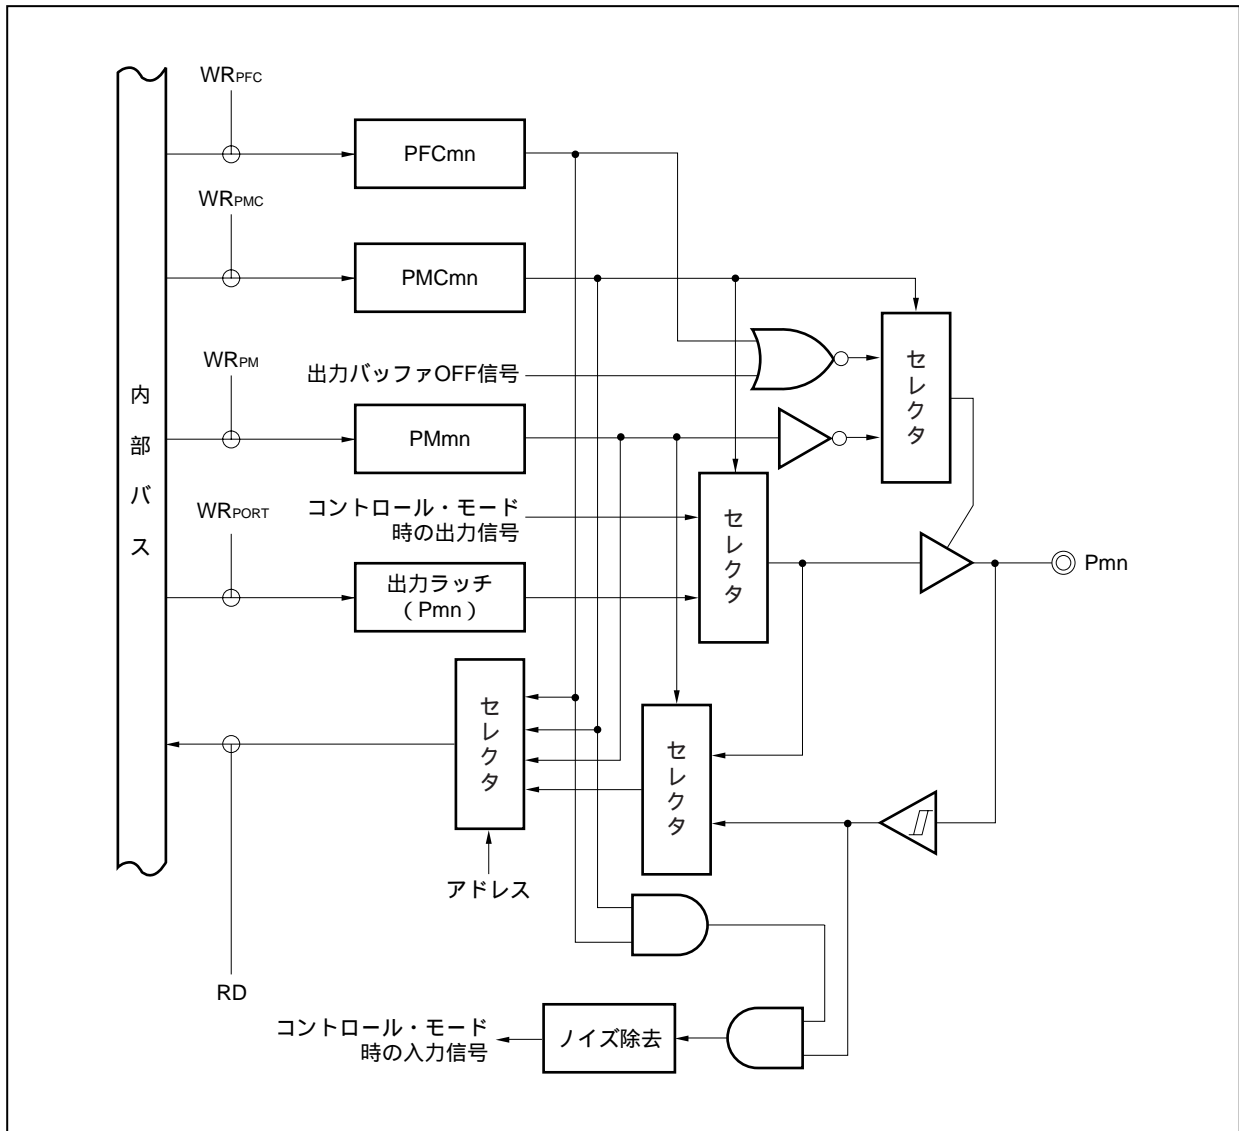 WRPFC
PFCmn
WRPMC
PMCmn
WRPM
出力バッファOFF信号
セレクタ
内部バス
PMmn
WRPORT
コントロール・モード
時の出力信号
セレクタ
出力ラッチ
（Pmn）
Pmn
セレクタ
セレクタ
アドレス
RD
コントロール・モード
時の入力信号
ノイズ除去